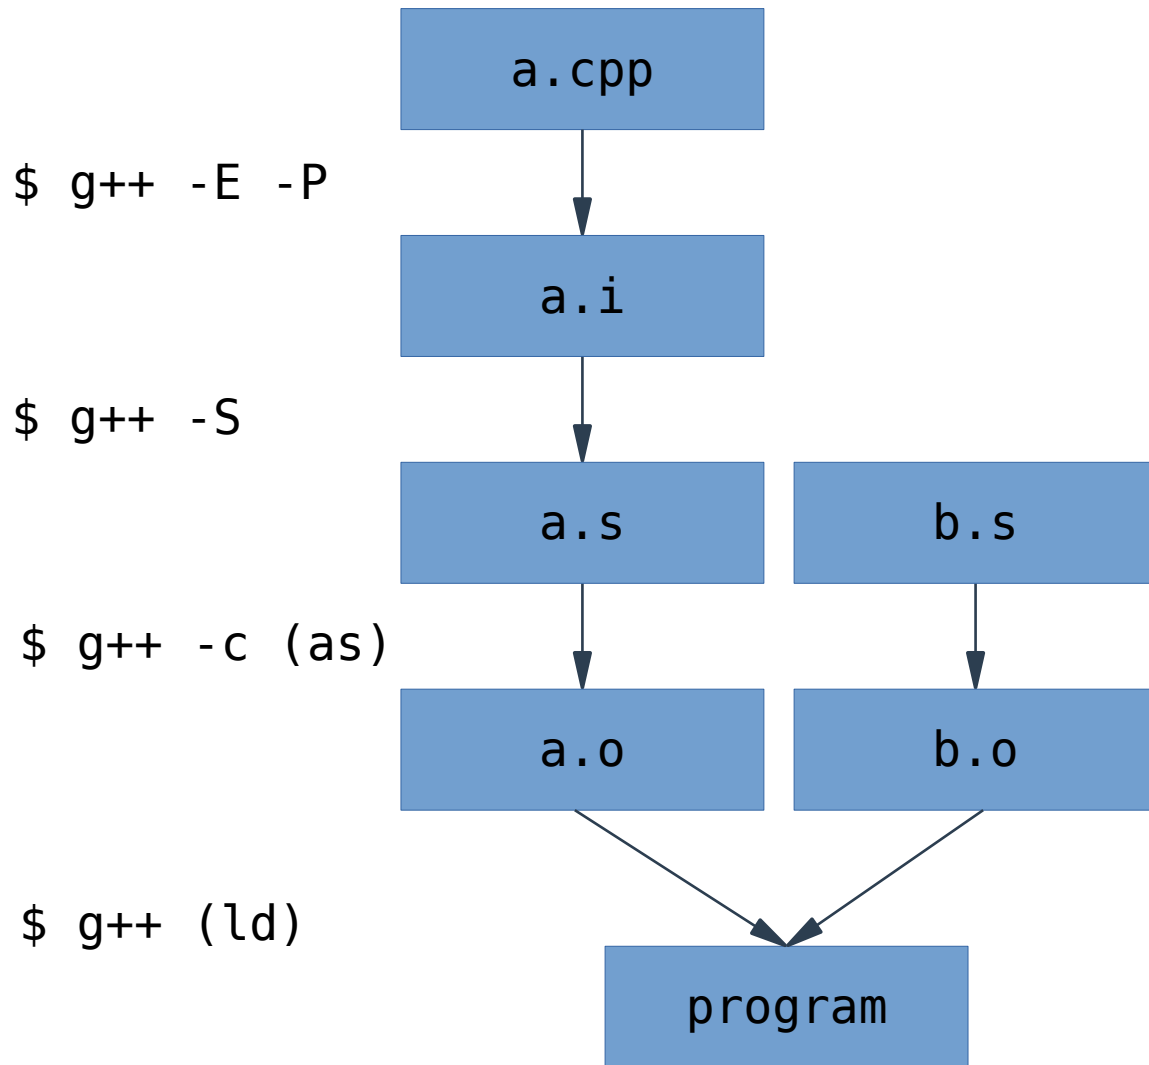 a.cpp
$ g++ -E -P
a.i
$ g++ -S
a.s
b.s
$ g++ -c (as)
a.o
b.o
$ g++ (ld)
program